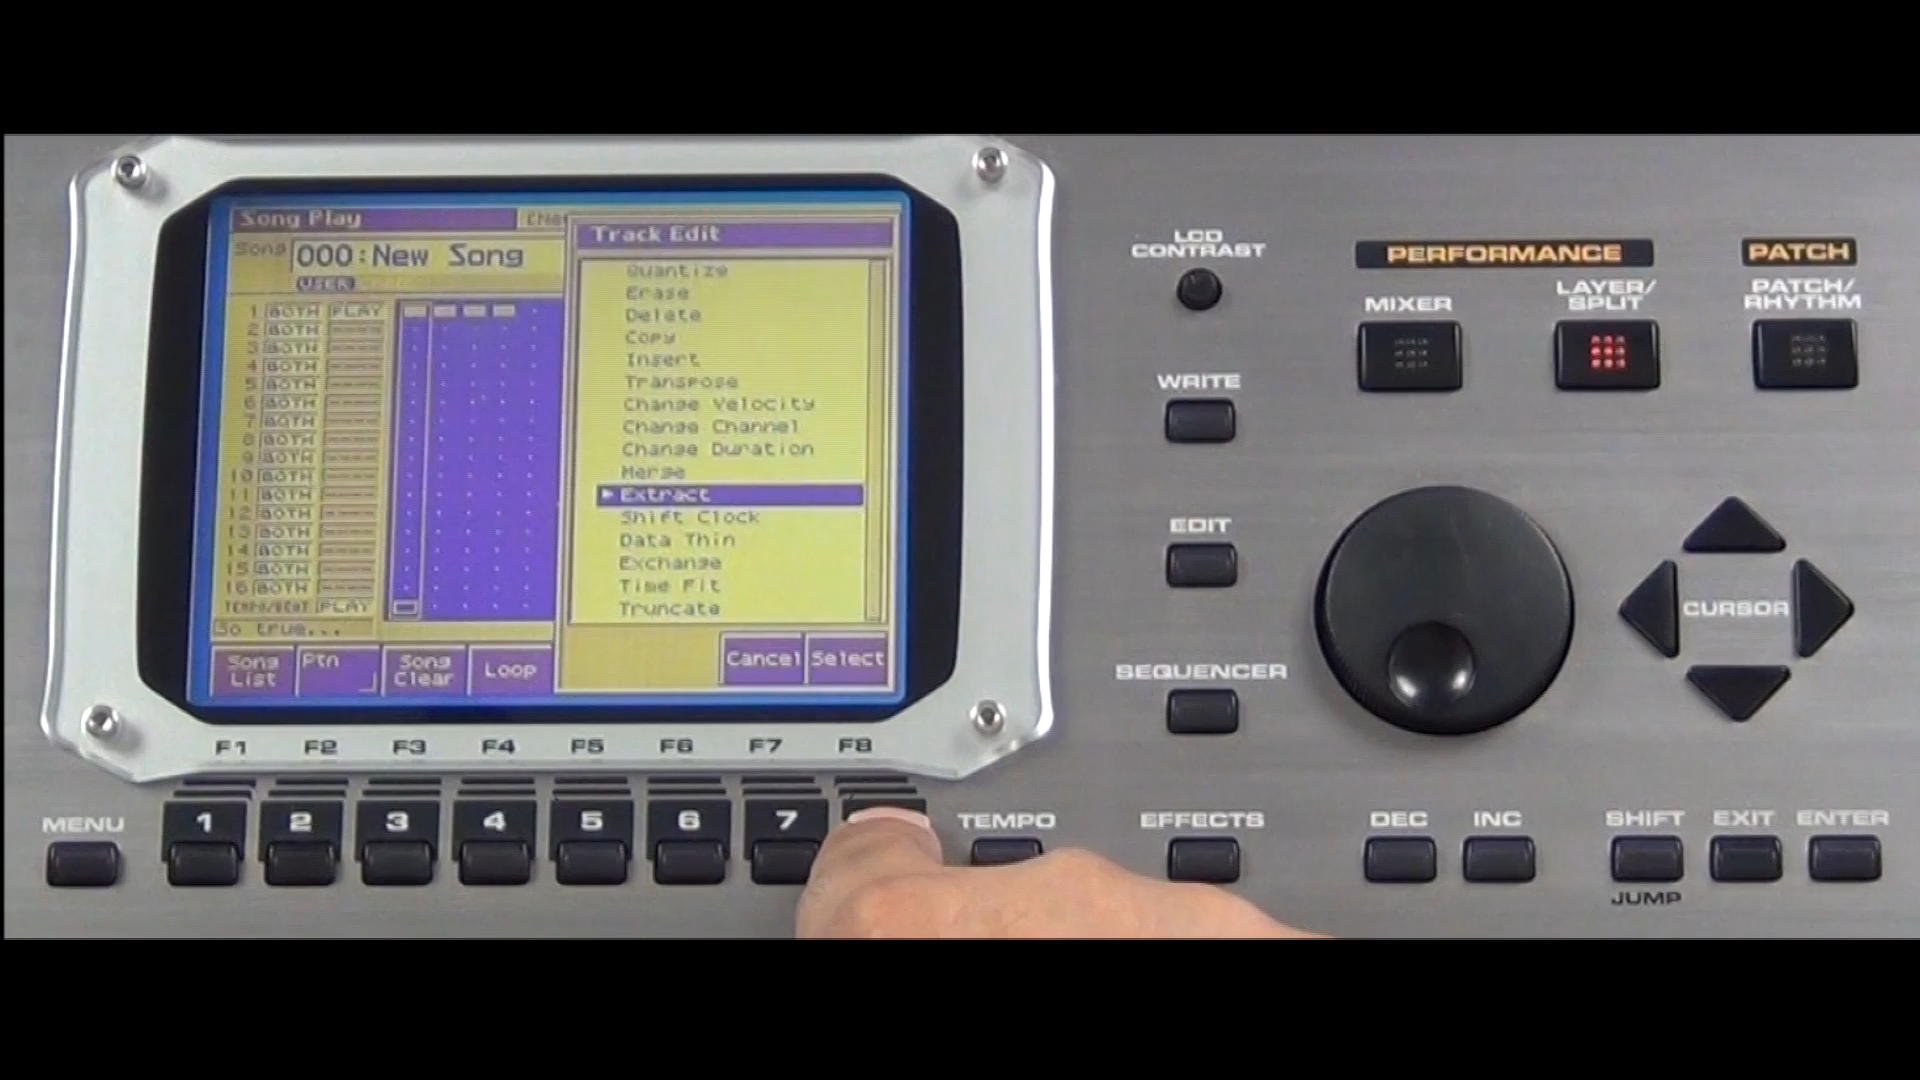 Song Play
Song 000:New Song
USER
1 BOTH PLAY
2 BOTH
3 BOTH
4 BOTH
5 BOTH
6 BOTH
7 BOTH
8 BOTH
9 BOTH
10 BOTH
11 BOTH
12 BOTH
13 BOTH
14 BOTH
15 BOTH
16 BOTH
TEMPO/BEAT PLAY
So true...
Song List
Ptn
Song Clear
Loop
Track Edit
Quantize
Erase
Delete
Copy
Insert
Transpose
Change Velocity
Change Channel
Change Duration
Merge
Extract
Shift Clock
Data Thin
Exchange
Time Fit
Truncate
Cancel
Select
F1 F2 F3 F4 F5 F6 F7 F8
MENU
1 2 3 4 5 6 7
TEMPO
LCD CONTRAST
WRITE
EDIT
SEQUENCER
EFFECTS
PERFORMANCE
MIXER
LAYER/SPLIT
PATCH
PATCH/RHYTHM
CURSOR
DEC
INC
SHIFT
JUMP
EXIT
ENTER